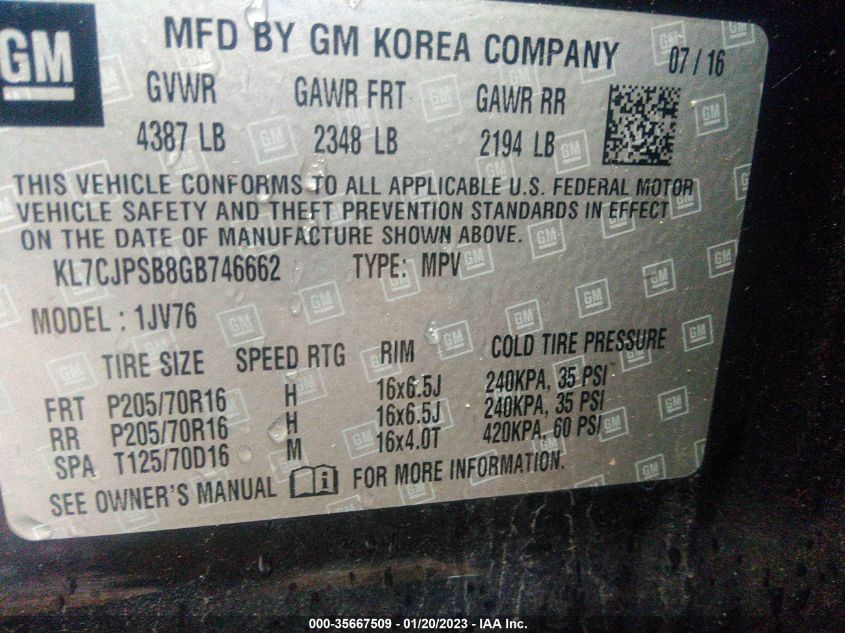 GM
MFD BY GM KOREA COMPANY 07/16
GVWR GAWR FRT GAWR RR
4387 LB 2348 LB 2194 LB
THIS VEHICLE CONFORMS TO ALL APPLICABLE U.S. FEDERAL MOTOR
VEHICLE SAFETY AND THEFT PREVENTION STANDARDS IN EFFECT
ON THE DATE OF MANUFACTURE SHOWN ABOVE.
KL7CJPSB8GB746662 TYPE: MPV
MODEL : 1JV76
TIRE SIZE SPEED RTG RIM COLD TIRE PRESSURE
FRT P205/70R16 H 16x6.5J 240KPA, 35 PSI
RR P205/70R16 H 16x6.5J 240KPA, 35 PSI
SPA T125/70D16 M 16x4.0T 420KPA, 60 PSI
SEE OWNER'S MANUAL FOR MORE INFORMATION.
000-35667509 - 01/20/2023 - IAA Inc.